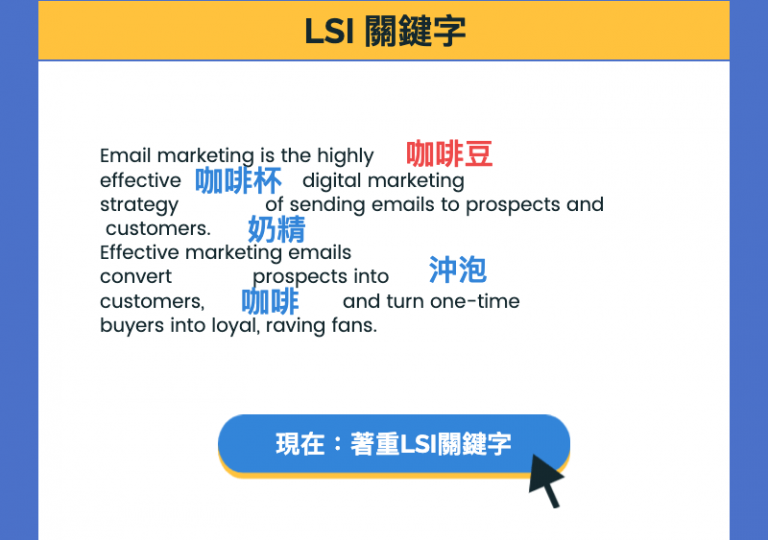 LSI 關鍵字
Email marketing is the highly 咖啡豆
effective 咖啡杯 digital marketing
strategy of sending emails to prospects and
customers. 奶精
Effective marketing emails
convert prospects into 沖泡
customers, 咖啡 and turn one-time
buyers into loyal, raving fans.
現在：著重LSI關鍵字